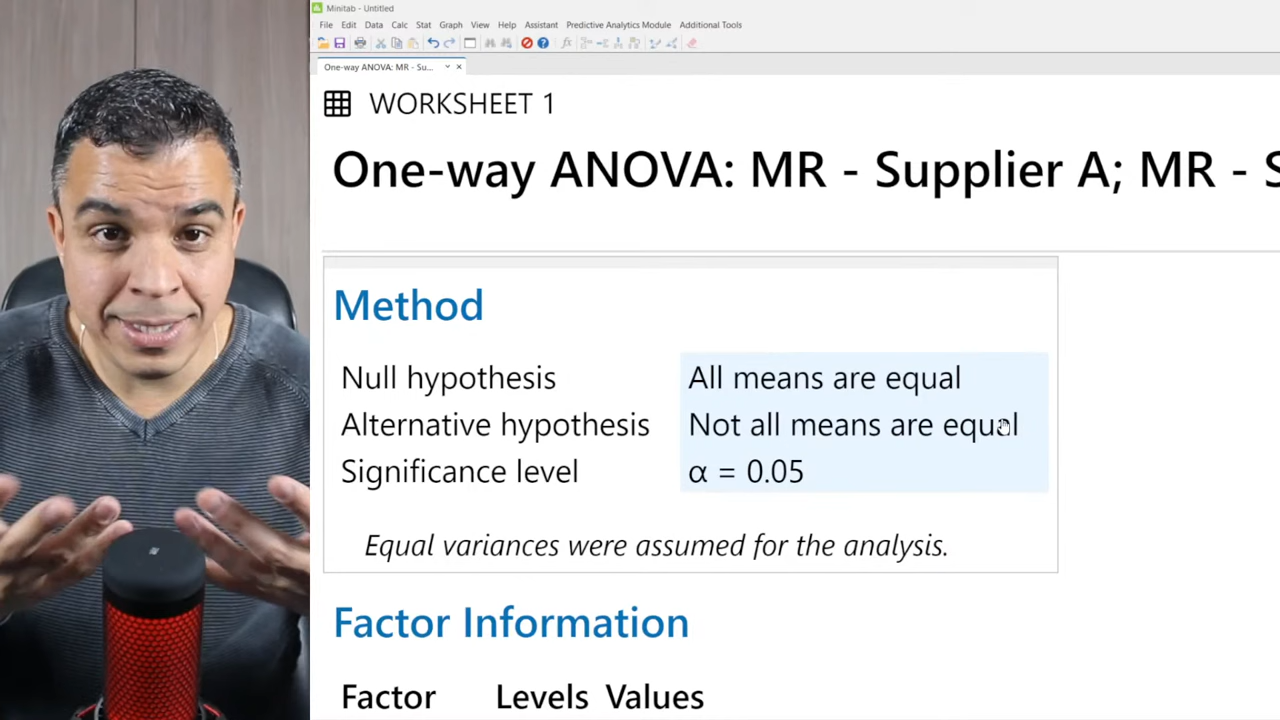 Minitab - Untitled
File Edit Data Calc Stat Graph View Help Assistant Predictive Analytics Module Additional Tools
One-way ANOVA: MR - Su...
WORKSHEET 1
One-way ANOVA: MR - Supplier A; MR - S
Method
Null hypothesis All means are equal
Alternative hypothesis Not all means are equal
Significance level α = 0.05
Equal variances were assumed for the analysis.
Factor Information
Factor Levels Values